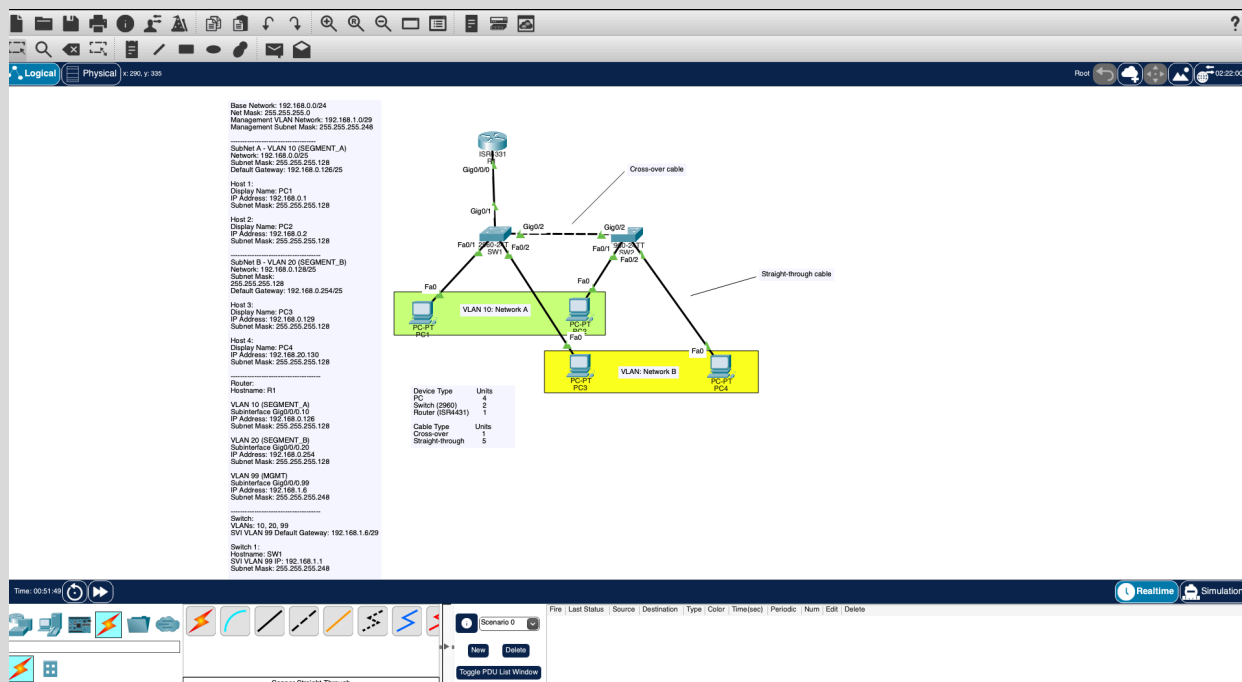 ?
Logical
Physical
x: 290, y: 335
Root
02:22:00
Base Network: 192.168.0.0/24
Net Mask: 255.255.255.0
Management VLAN Network: 192.168.1.0/29
Management Subnet Mask: 255.255.255.248
------------------------------------
SubNet A - VLAN 10 (SEGMENT_A)
Network: 192.168.0.0/25
Subnet Mask: 255.255.255.128
Default Gateway: 192.168.0.126/25
Host 1:
Display Name: PC1
IP Address: 192.168.0.1
Subnet Mask: 255.255.255.128
Host 2:
Display Name: PC2
IP Address: 192.168.0.2
Subnet Mask: 255.255.255.128
------------------------------------
SubNet B - VLAN 20 (SEGMENT_B)
Network: 192.168.0.128/25
Subnet Mask:
255.255.255.128
Default Gateway: 192.168.0.254/25
Host 3:
Display Name: PC3
IP Address: 192.168.0.129
Subnet Mask: 255.255.255.128
Host 4:
Display Name: PC4
IP Address: 192.168.20.130
Subnet Mask: 255.255.255.128
------------------------------------
Router:
Hostname: R1
VLAN 10 (SEGMENT_A)
Subinterface Gig0/0/0.10
IP Address: 192.168.0.126
Subnet Mask: 255.255.255.128
VLAN 20 (SEGMENT_B)
Subinterface Gig0/0/0.20
IP Address: 192.168.0.254
Subnet Mask: 255.255.255.128
VLAN 99 (MGMT)
Subinterface Gig0/0/0.99
IP Address: 192.168.1.6
Subnet Mask: 255.255.255.248
------------------------------------
Switch:
VLANs: 10, 20, 99
SVI VLAN 99 Default Gateway: 192.168.1.6/29
Switch 1:
Hostname: SW1
SVI VLAN 99 IP: 192.168.1.1
Subnet Mask: 255.255.255.248
Gig0/0/0
Cross-over cable
Gig0/1
Gig0/2
Gig0/2
Fa0/1
Fa0/2
SW1
Fa0/1
SW2
Fa0/2
Straight-through cable
Fa0
Fa0
VLAN 10: Network A
PC-PT
PC1
PC-PT
Fa0
Fa0
VLAN: Network B
PC-PT
PC3
PC-PT
PC4
Device Type Units
PC 4
Switch (2960) 2
Router (ISR4431) 1
Cable Type Units
Cross-over 1
Straight-through 5
Time: 00:51:49
Realtime
Simulation
Scenario 0
New
Delete
Toggle PDU List Window
Fire Last Status Source Destination Type Color Time(sec) Periodic Num Edit Delete